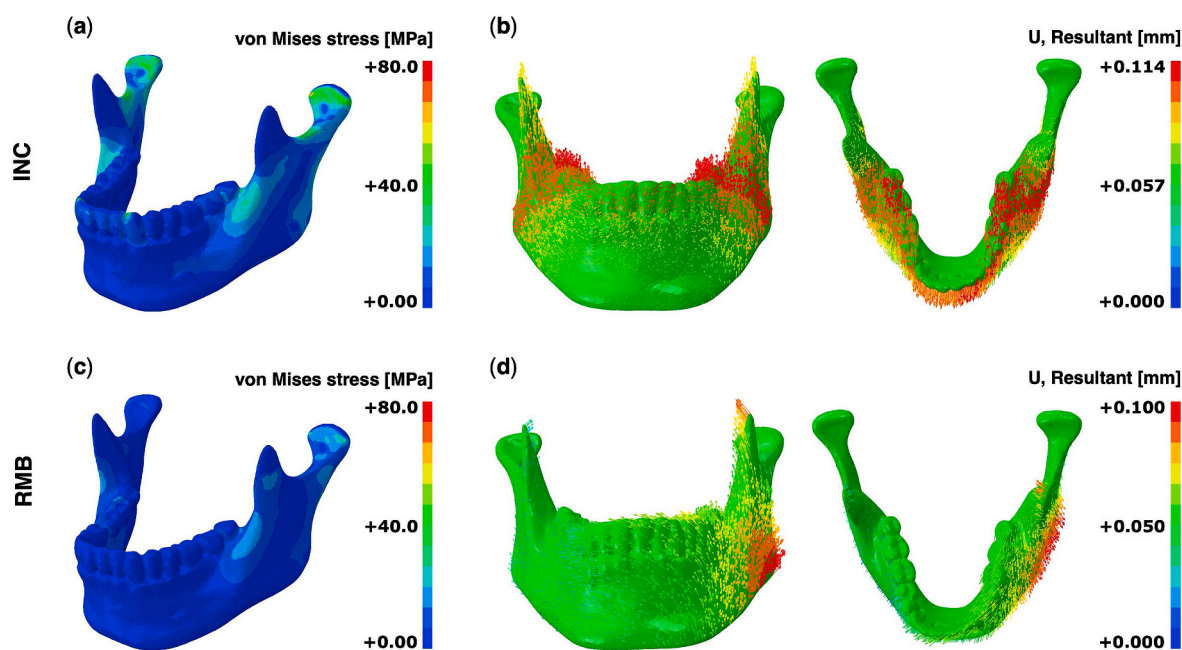 (a)
von Mises stress [MPa]
+80.0
+40.0
+0.00
(b)
U, Resultant [mm]
+0.114
+0.057
+0.000
INC
(c)
von Mises stress [MPa]
+80.0
+40.0
+0.00
(d)
U, Resultant [mm]
+0.100
+0.050
+0.000
RMB